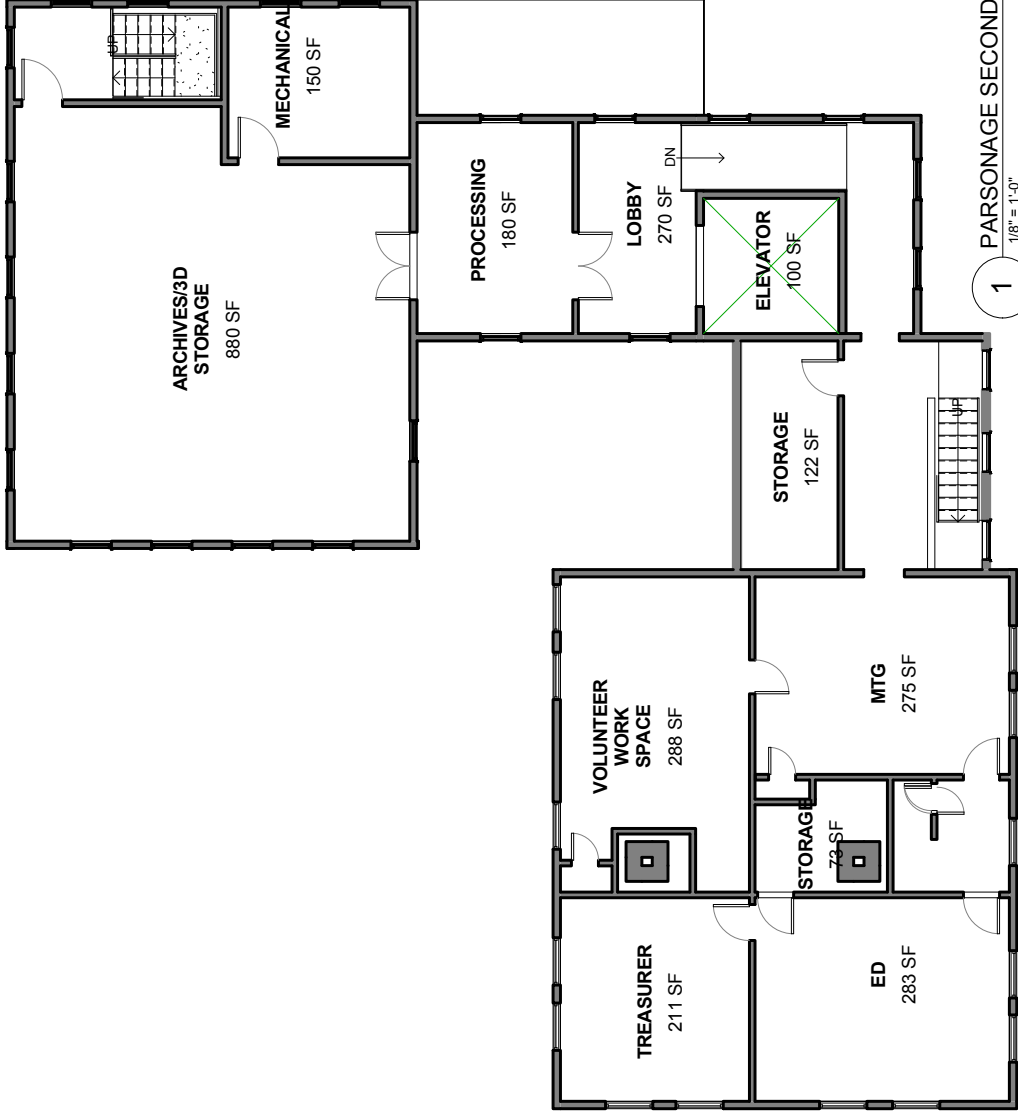 UP
MECHANICAL
150 SF
ARCHIVES/3D
STORAGE
880 SF
PROCESSING
180 SF
LOBBY
270 SF
DN
ELEVATOR
100 SF
STORAGE
122 SF
UP
VOLUNTEER
WORK
SPACE
288 SF
MTG
275 SF
STORAGE
73 SF
TREASURER
211 SF
ED
283 SF
1
PARSONAGE SECOND
1/8" = 1'-0"